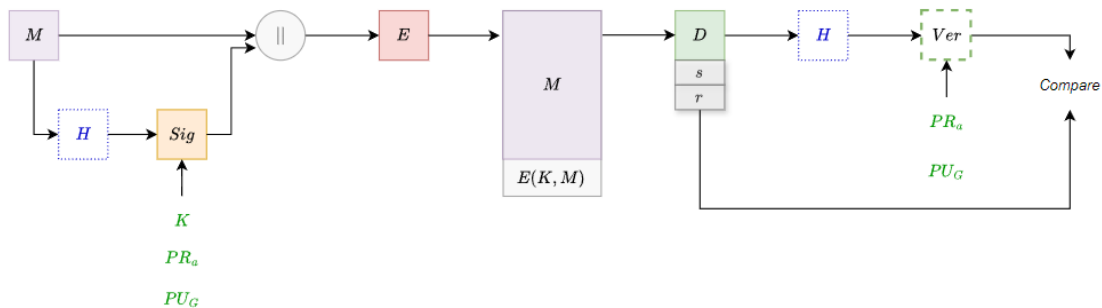 M
||
E
M
D
H
Ver
s
r
Compare
H
Sig
PR_a
E(K, M)
PU_G
K
PR_a
PU_G